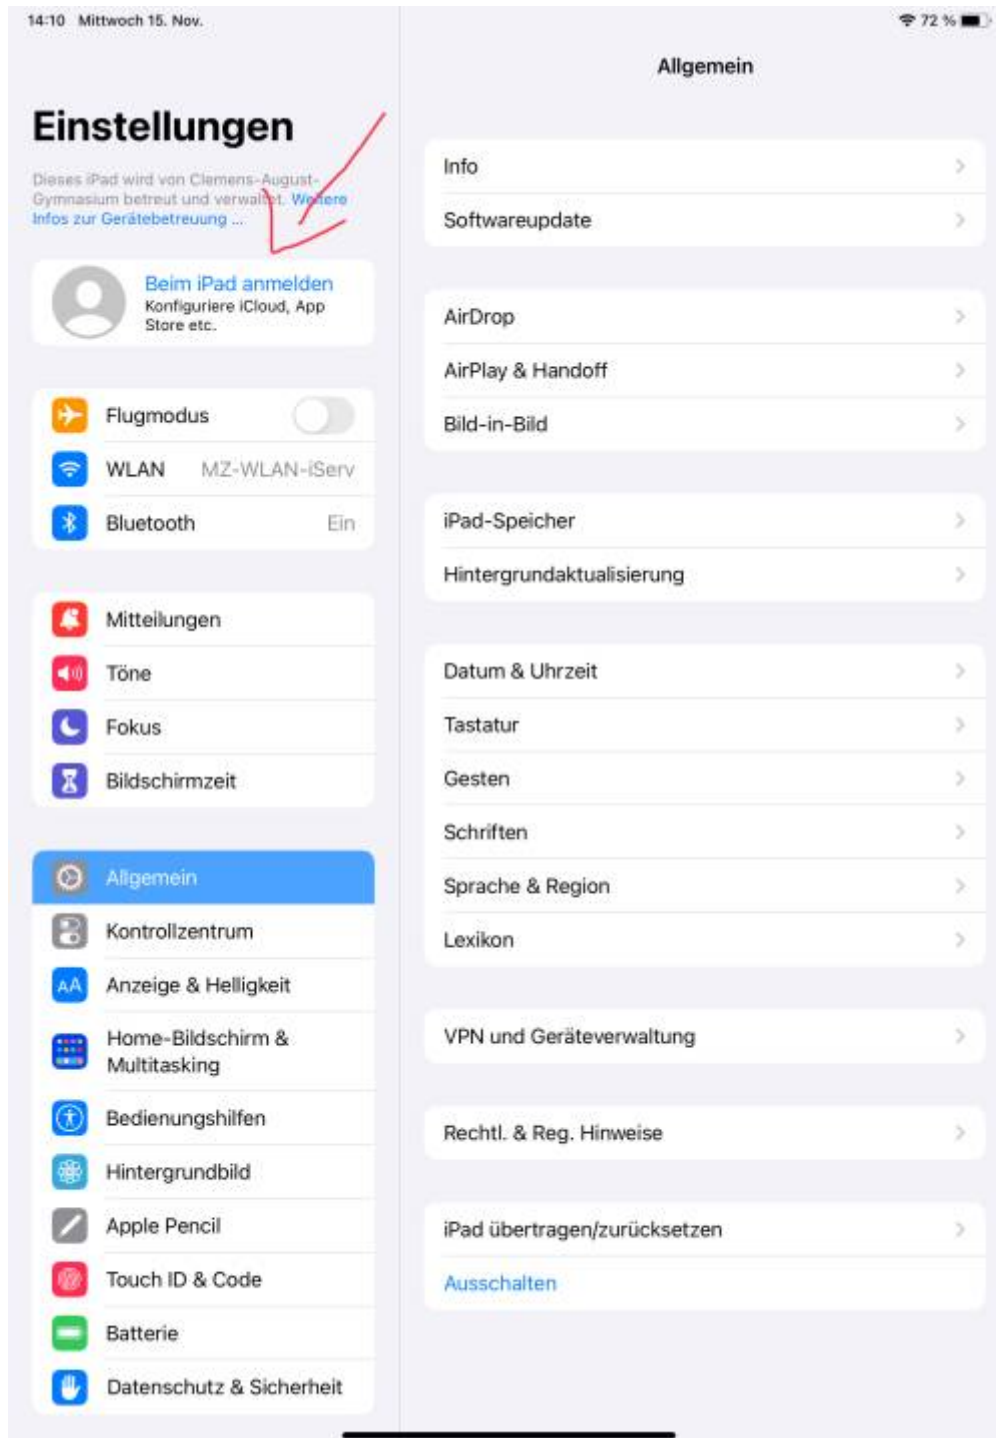 14:10 Mittwoch 15. Nov.
72 %
Einstellungen
Dieses iPad wird von Clemens-August-
Gymnasium betreut und verwaltet. Weitere
Infos zur Gerätebetreuung ...
Beim iPad anmelden
Konfiguriere iCloud, App
Store etc.
Flugmodus
WLAN MZ-WLAN-iServ
Bluetooth Ein
Mitteilungen
Töne
Fokus
Bildschirmzeit
Allgemein
Kontrollzentrum
AA Anzeige & Helligkeit
Home-Bildschirm &
Multitasking
Bedienungshilfen
Hintergrundbild
Apple Pencil
Touch ID & Code
Batterie
Datenschutz & Sicherheit
Allgemein
Info
Softwareupdate
AirDrop
AirPlay & Handoff
Bild-in-Bild
iPad-Speicher
Hintergrundaktualisierung
Datum & Uhrzeit
Tastatur
Gesten
Schriften
Sprache & Region
Lexikon
VPN und Geräteverwaltung
Rechtl. & Reg. Hinweise
iPad übertragen/zurücksetzen
Ausschalten